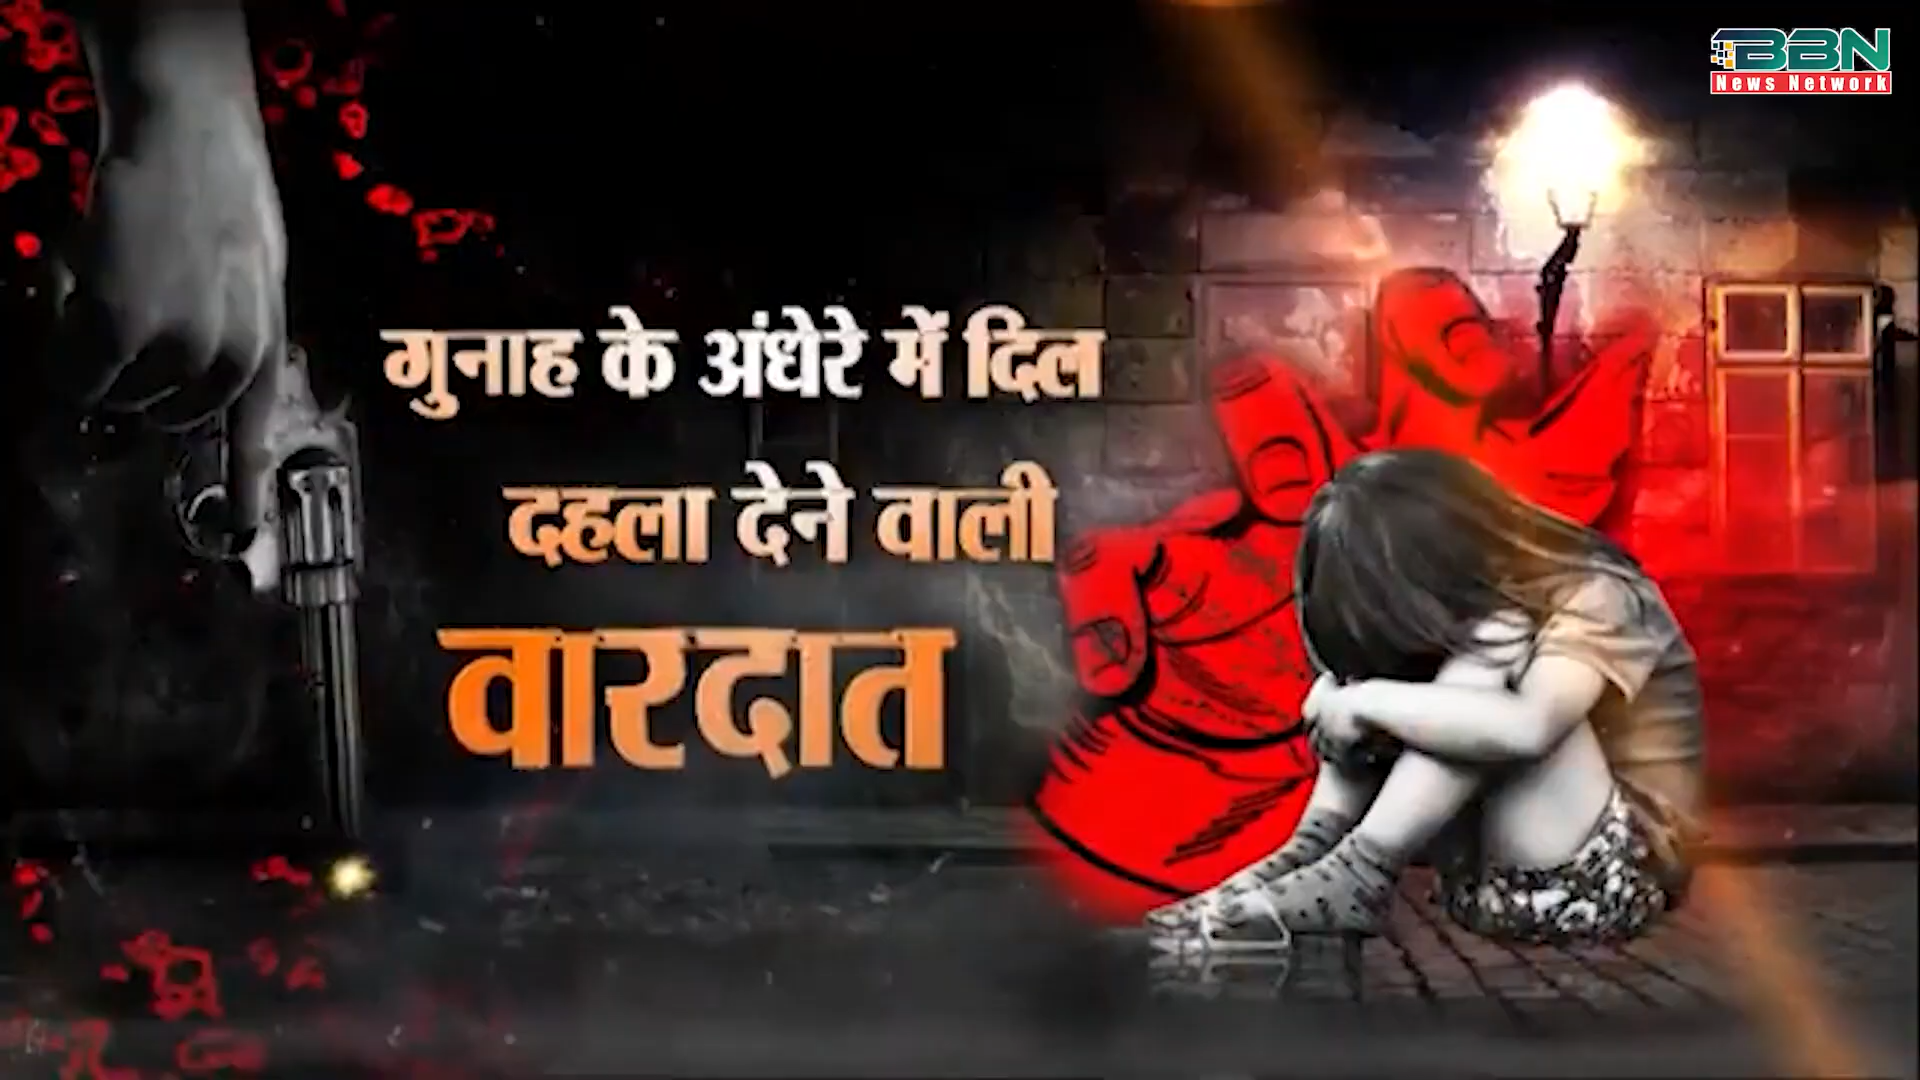 BBN
News Network
गुनाह के अंधेरे में दिल
दहला देने वाली
वारदात